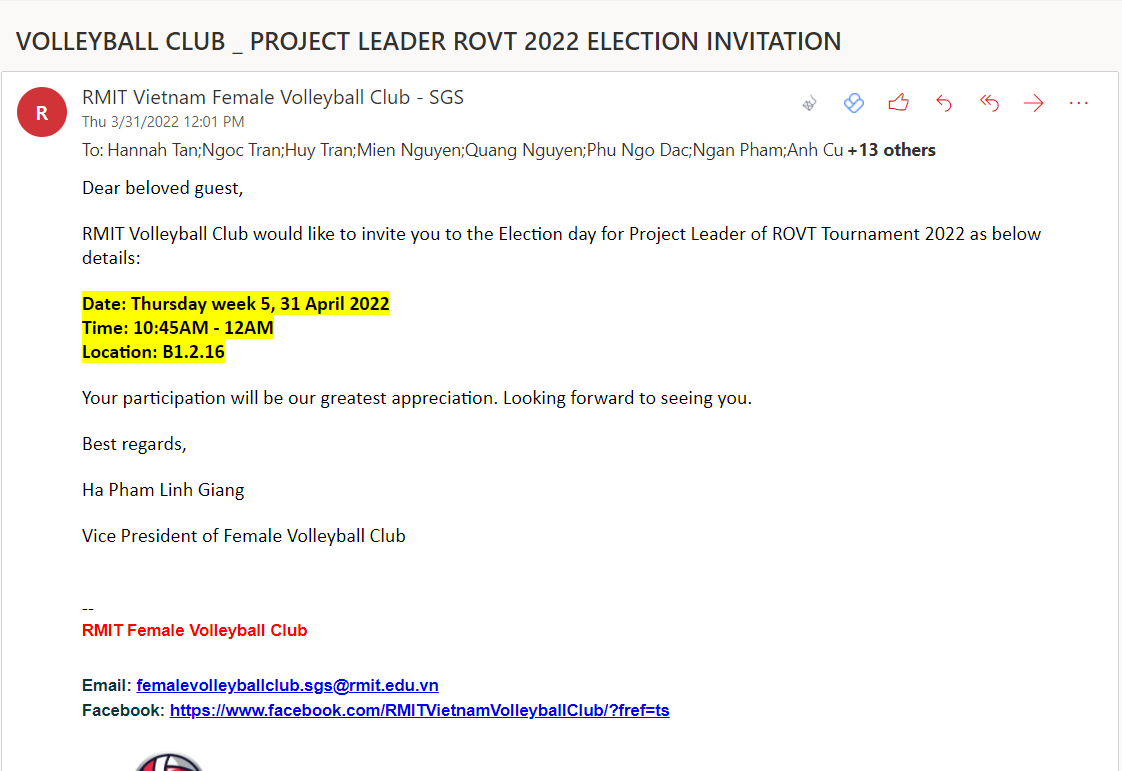 VOLLEYBALL CLUB _ PROJECT LEADER ROVT 2022 ELECTION INVITATION
R
RMIT Vietnam Female Volleyball Club - SGS
Thu 3/31/2022 12:01 PM
To: Hannah Tan;Ngoc Tran;Huy Tran;Mien Nguyen;Quang Nguyen;Phu Ngo Dac;Ngan Pham;Anh Cu +13 others
Dear beloved guest,
RMIT Volleyball Club would like to invite you to the Election day for Project Leader of ROVT Tournament 2022 as below
details:
Date: Thursday week 5, 31 April 2022
Time: 10:45AM - 12AM
Location: B1.2.16
Your participation will be our greatest appreciation. Looking forward to seeing you.
Best regards,
Ha Pham Linh Giang
Vice President of Female Volleyball Club
--
RMIT Female Volleyball Club
Email: femalevolleyballclub.sgs@rmit.edu.vn
Facebook: https://www.facebook.com/RMITVietnamVolleyballClub/?fref=ts